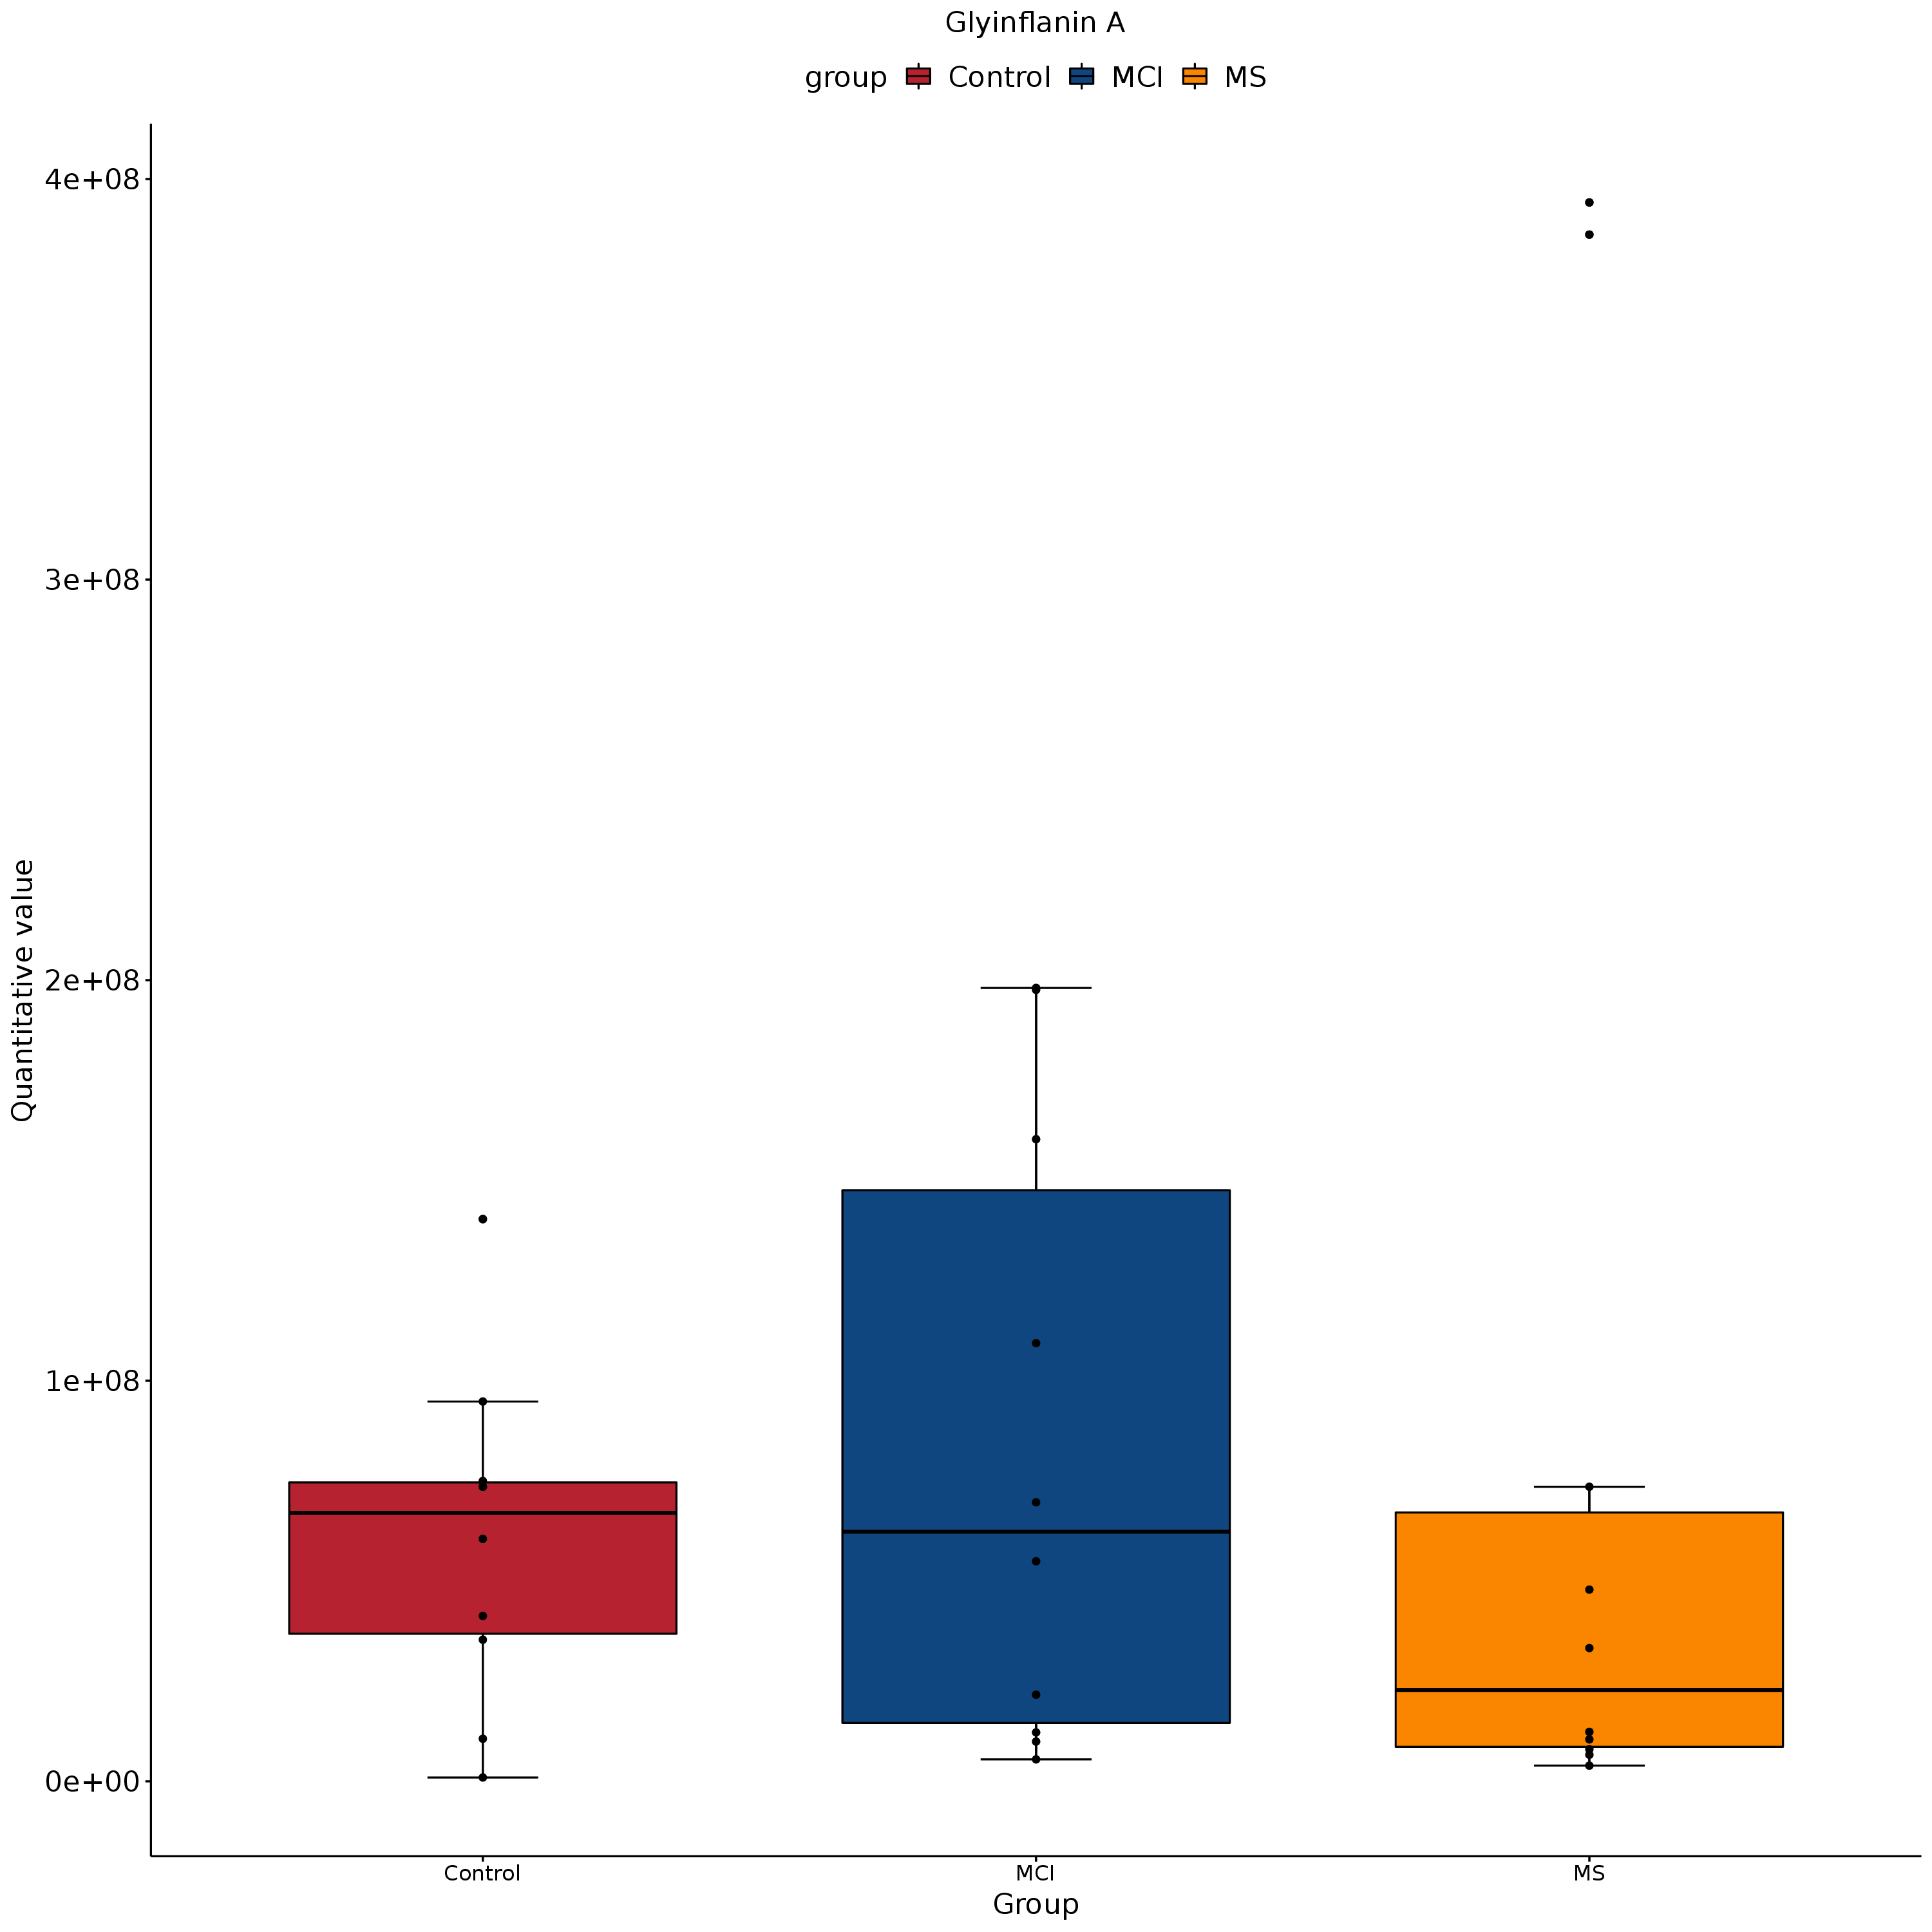 Glyinflanin A
group Control MCI MS
Quantitative value
4e+08
3e+08
2e+08
1e+08
0e+00
Control MCI MS
Group